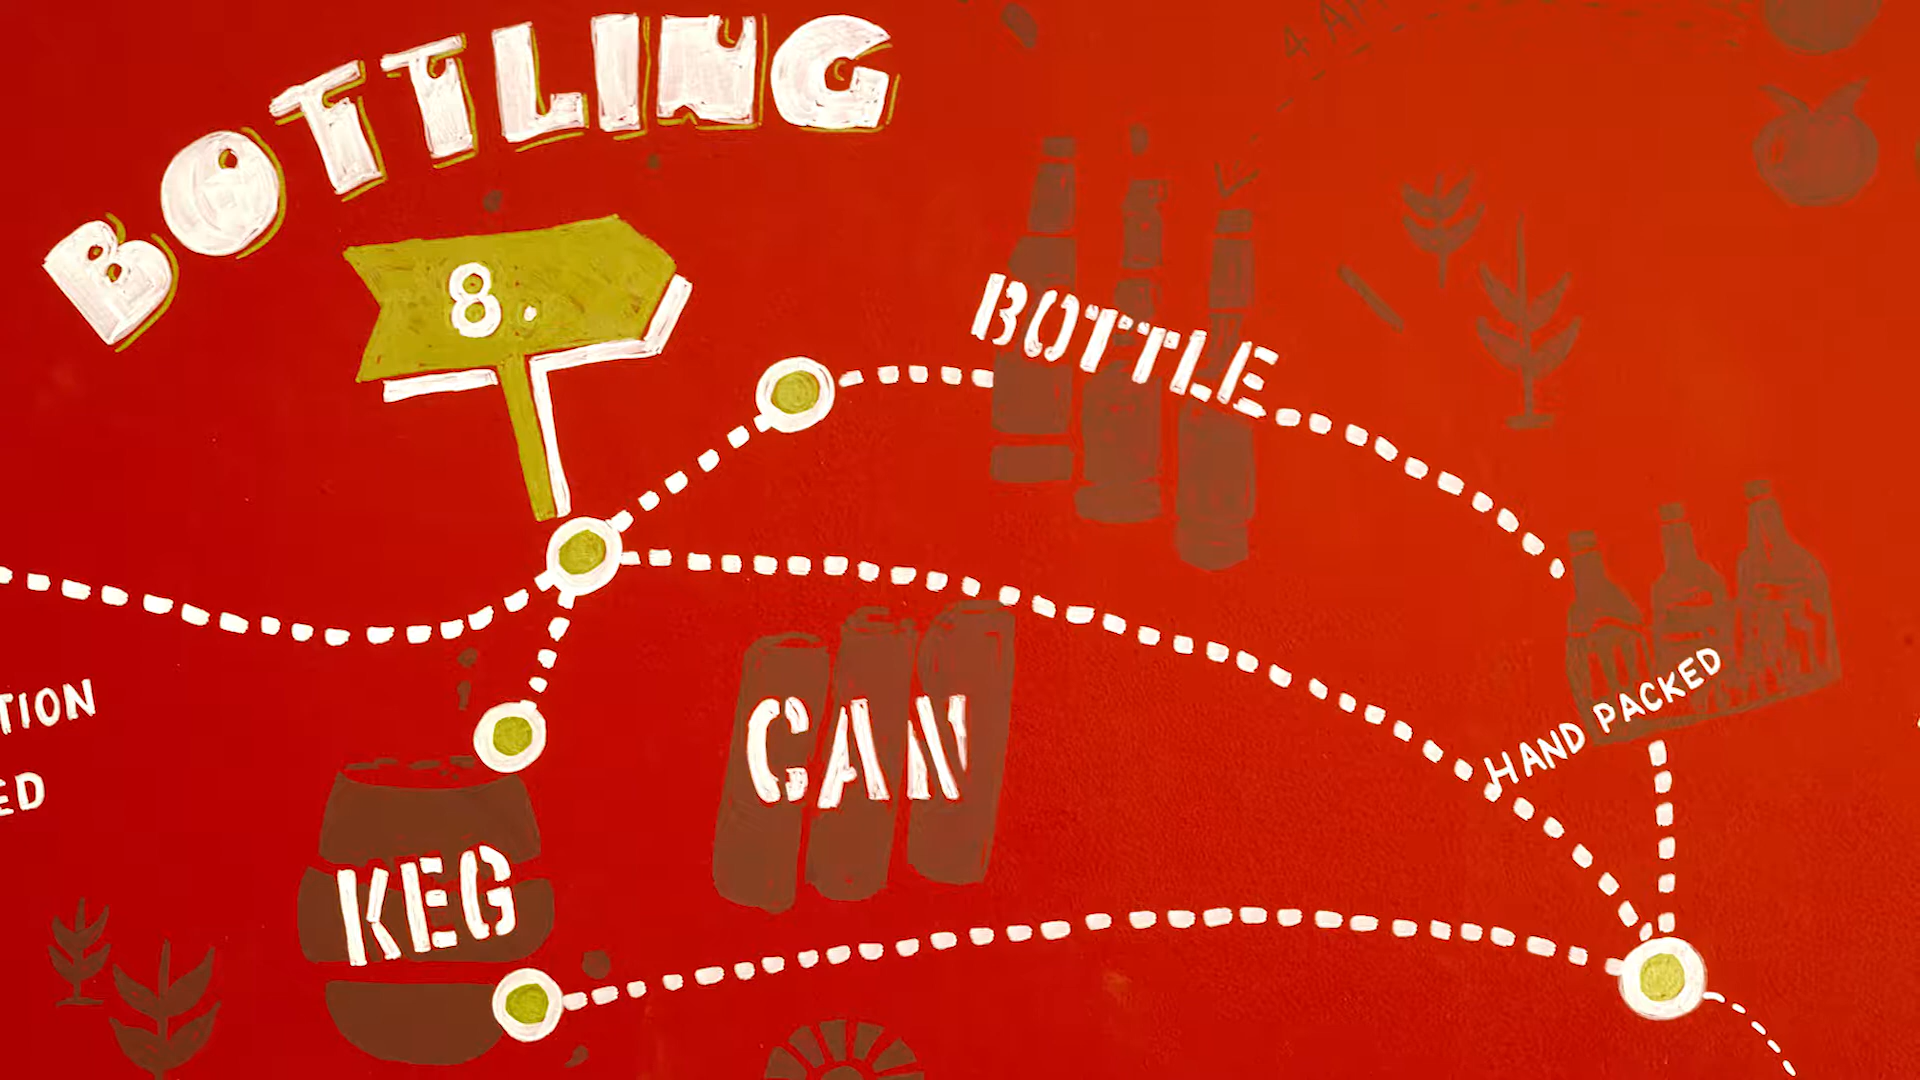 BOTTLING
8.
BOTTLE
HAND PACKED
TION
CAN
ED
KEG